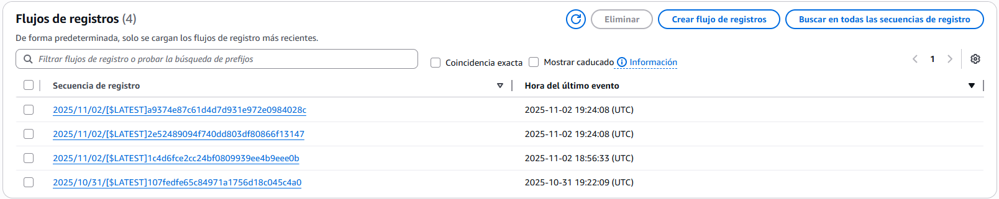 Flujos de registros (4)
Eliminar
Crear flujo de registros
Buscar en todas las secuencias de registro
De forma predeterminada, solo se cargan los flujos de registro más recientes.
Filtrar flujos de registro o probar la búsqueda de prefijos
Coincidencia exacta
Mostrar caducado
Información
1
Secuencia de registro
Hora del último evento
2025/11/02/[$LATEST]a9374e87c61d4d7d931e972e0984028c
2025-11-02 19:24:08 (UTC)
2025/11/02/[$LATEST]2e52489094f740dd803df80866f13147
2025-11-02 19:24:08 (UTC)
2025/11/02/[$LATEST]1c4d6fce2cc24bf0809939ee4b9eee0b
2025-11-02 18:56:33 (UTC)
2025/10/31/[$LATEST]107fedfe65c84971a1756d18c045c4a0
2025-10-31 19:22:09 (UTC)